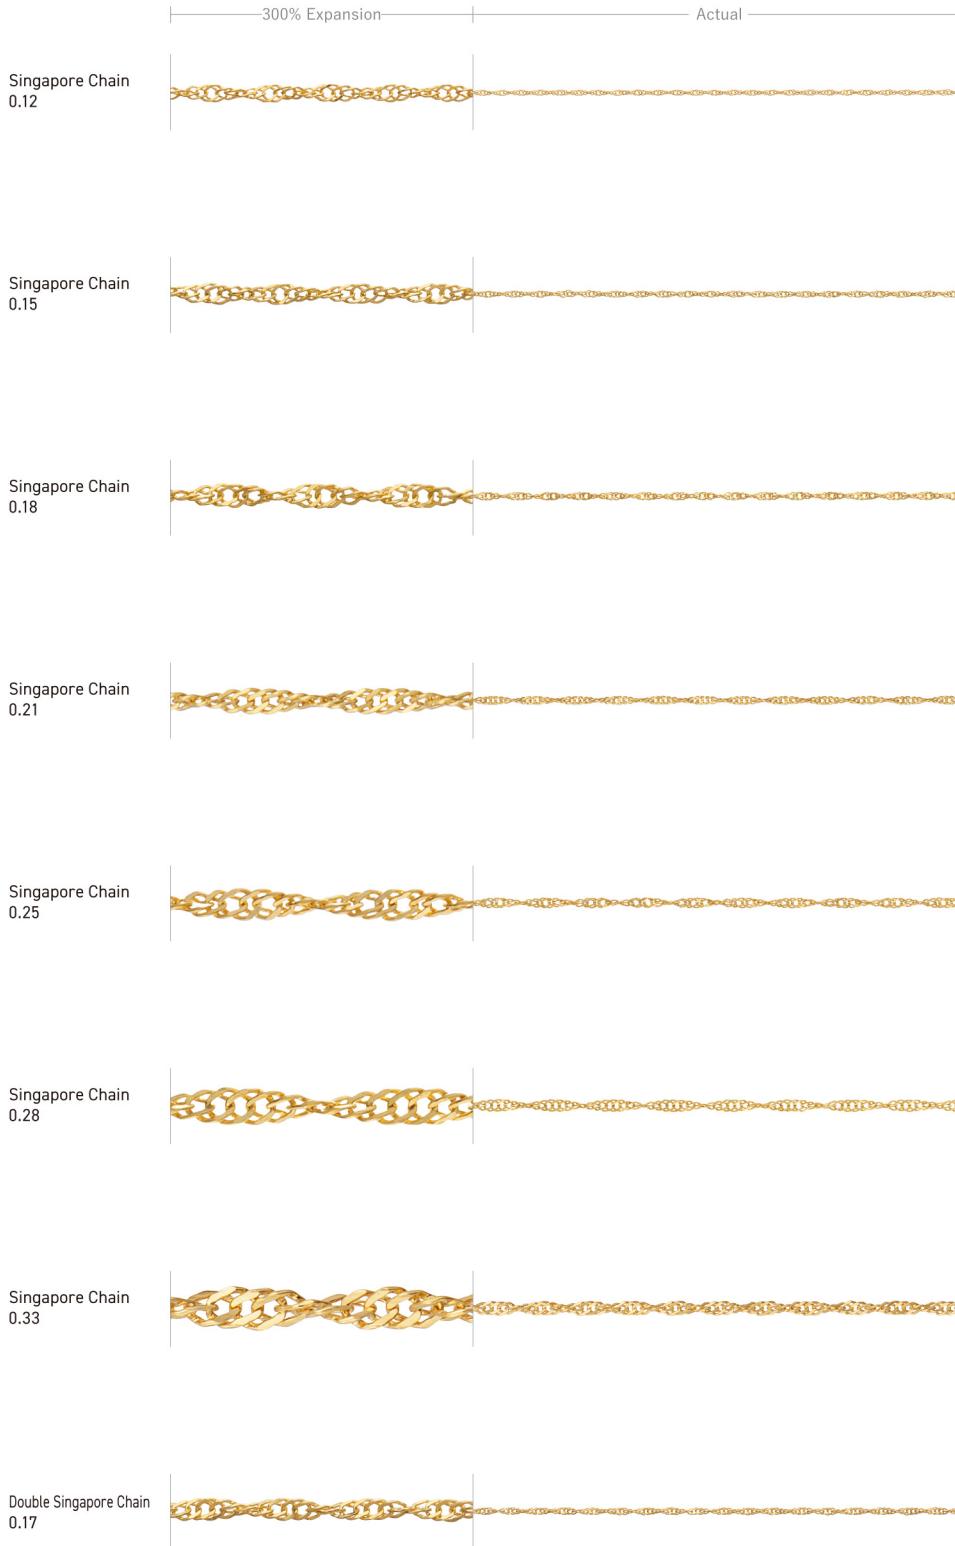 300% Expansion
Actual
Singapore Chain
0.12
Singapore Chain
0.15
Singapore Chain
0.18
Singapore Chain
0.21
Singapore Chain
0.25
Singapore Chain
0.28
Singapore Chain
0.33
Double Singapore Chain
0.17